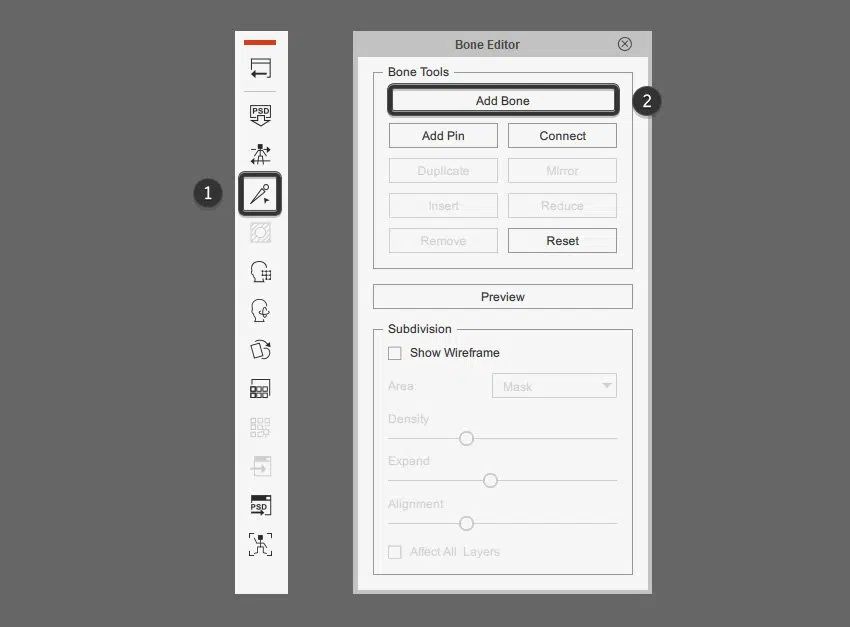 Bone Editor
Bone Tools
Add Bone
2
Add Pin
Connect
PSD
Duplicate
Mirror
1
Insert
Reduce
Remove
Reset
Preview
Subdivision
Show Wireframe
Area
Mask
Density
Expand
Alignment
PSD
Affect All Layers